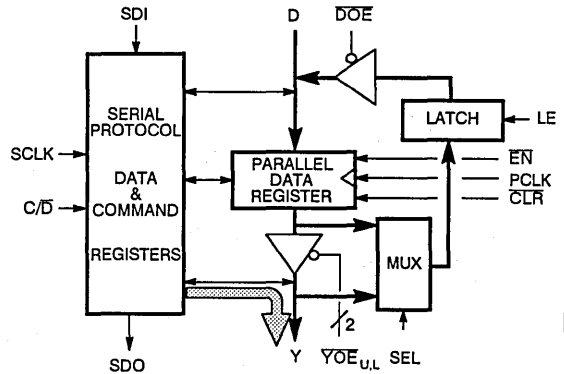 SDI
D
DOE
SERIAL
PROTOCOL
DATA
&
COMMAND
REGISTERS
SCLK
C/D
SDO
LATCH
LE
PARALLEL
DATA
REGISTER
EN
PCLK
CLR
MUX
2
Y
YOE U,L
SEL